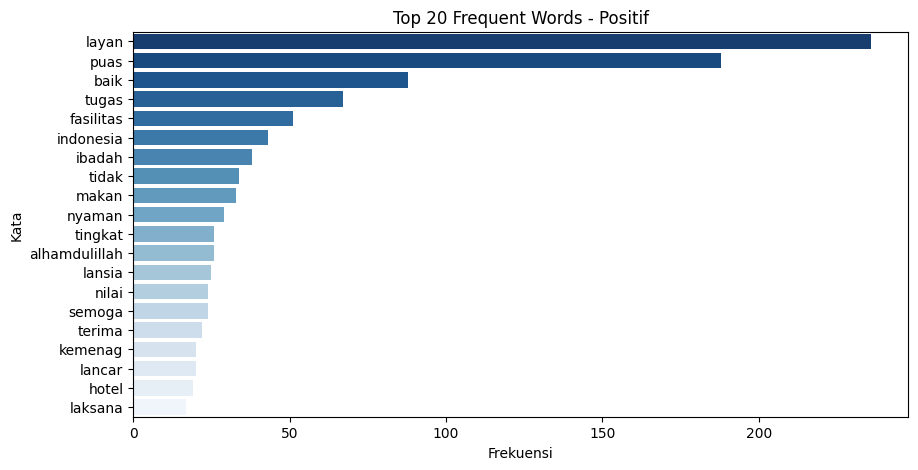 Top 20 Frequent Words - Positif
layan
puas
baik
tugas
fasilitas
indonesia
ibadah
tidak
makan
nyaman
tingkat
alhamdulillah
lansia
nilai
semoga
terima
kemenag
lancar
hotel
laksana
Kata
0 50 100 150 200
Frekuensi